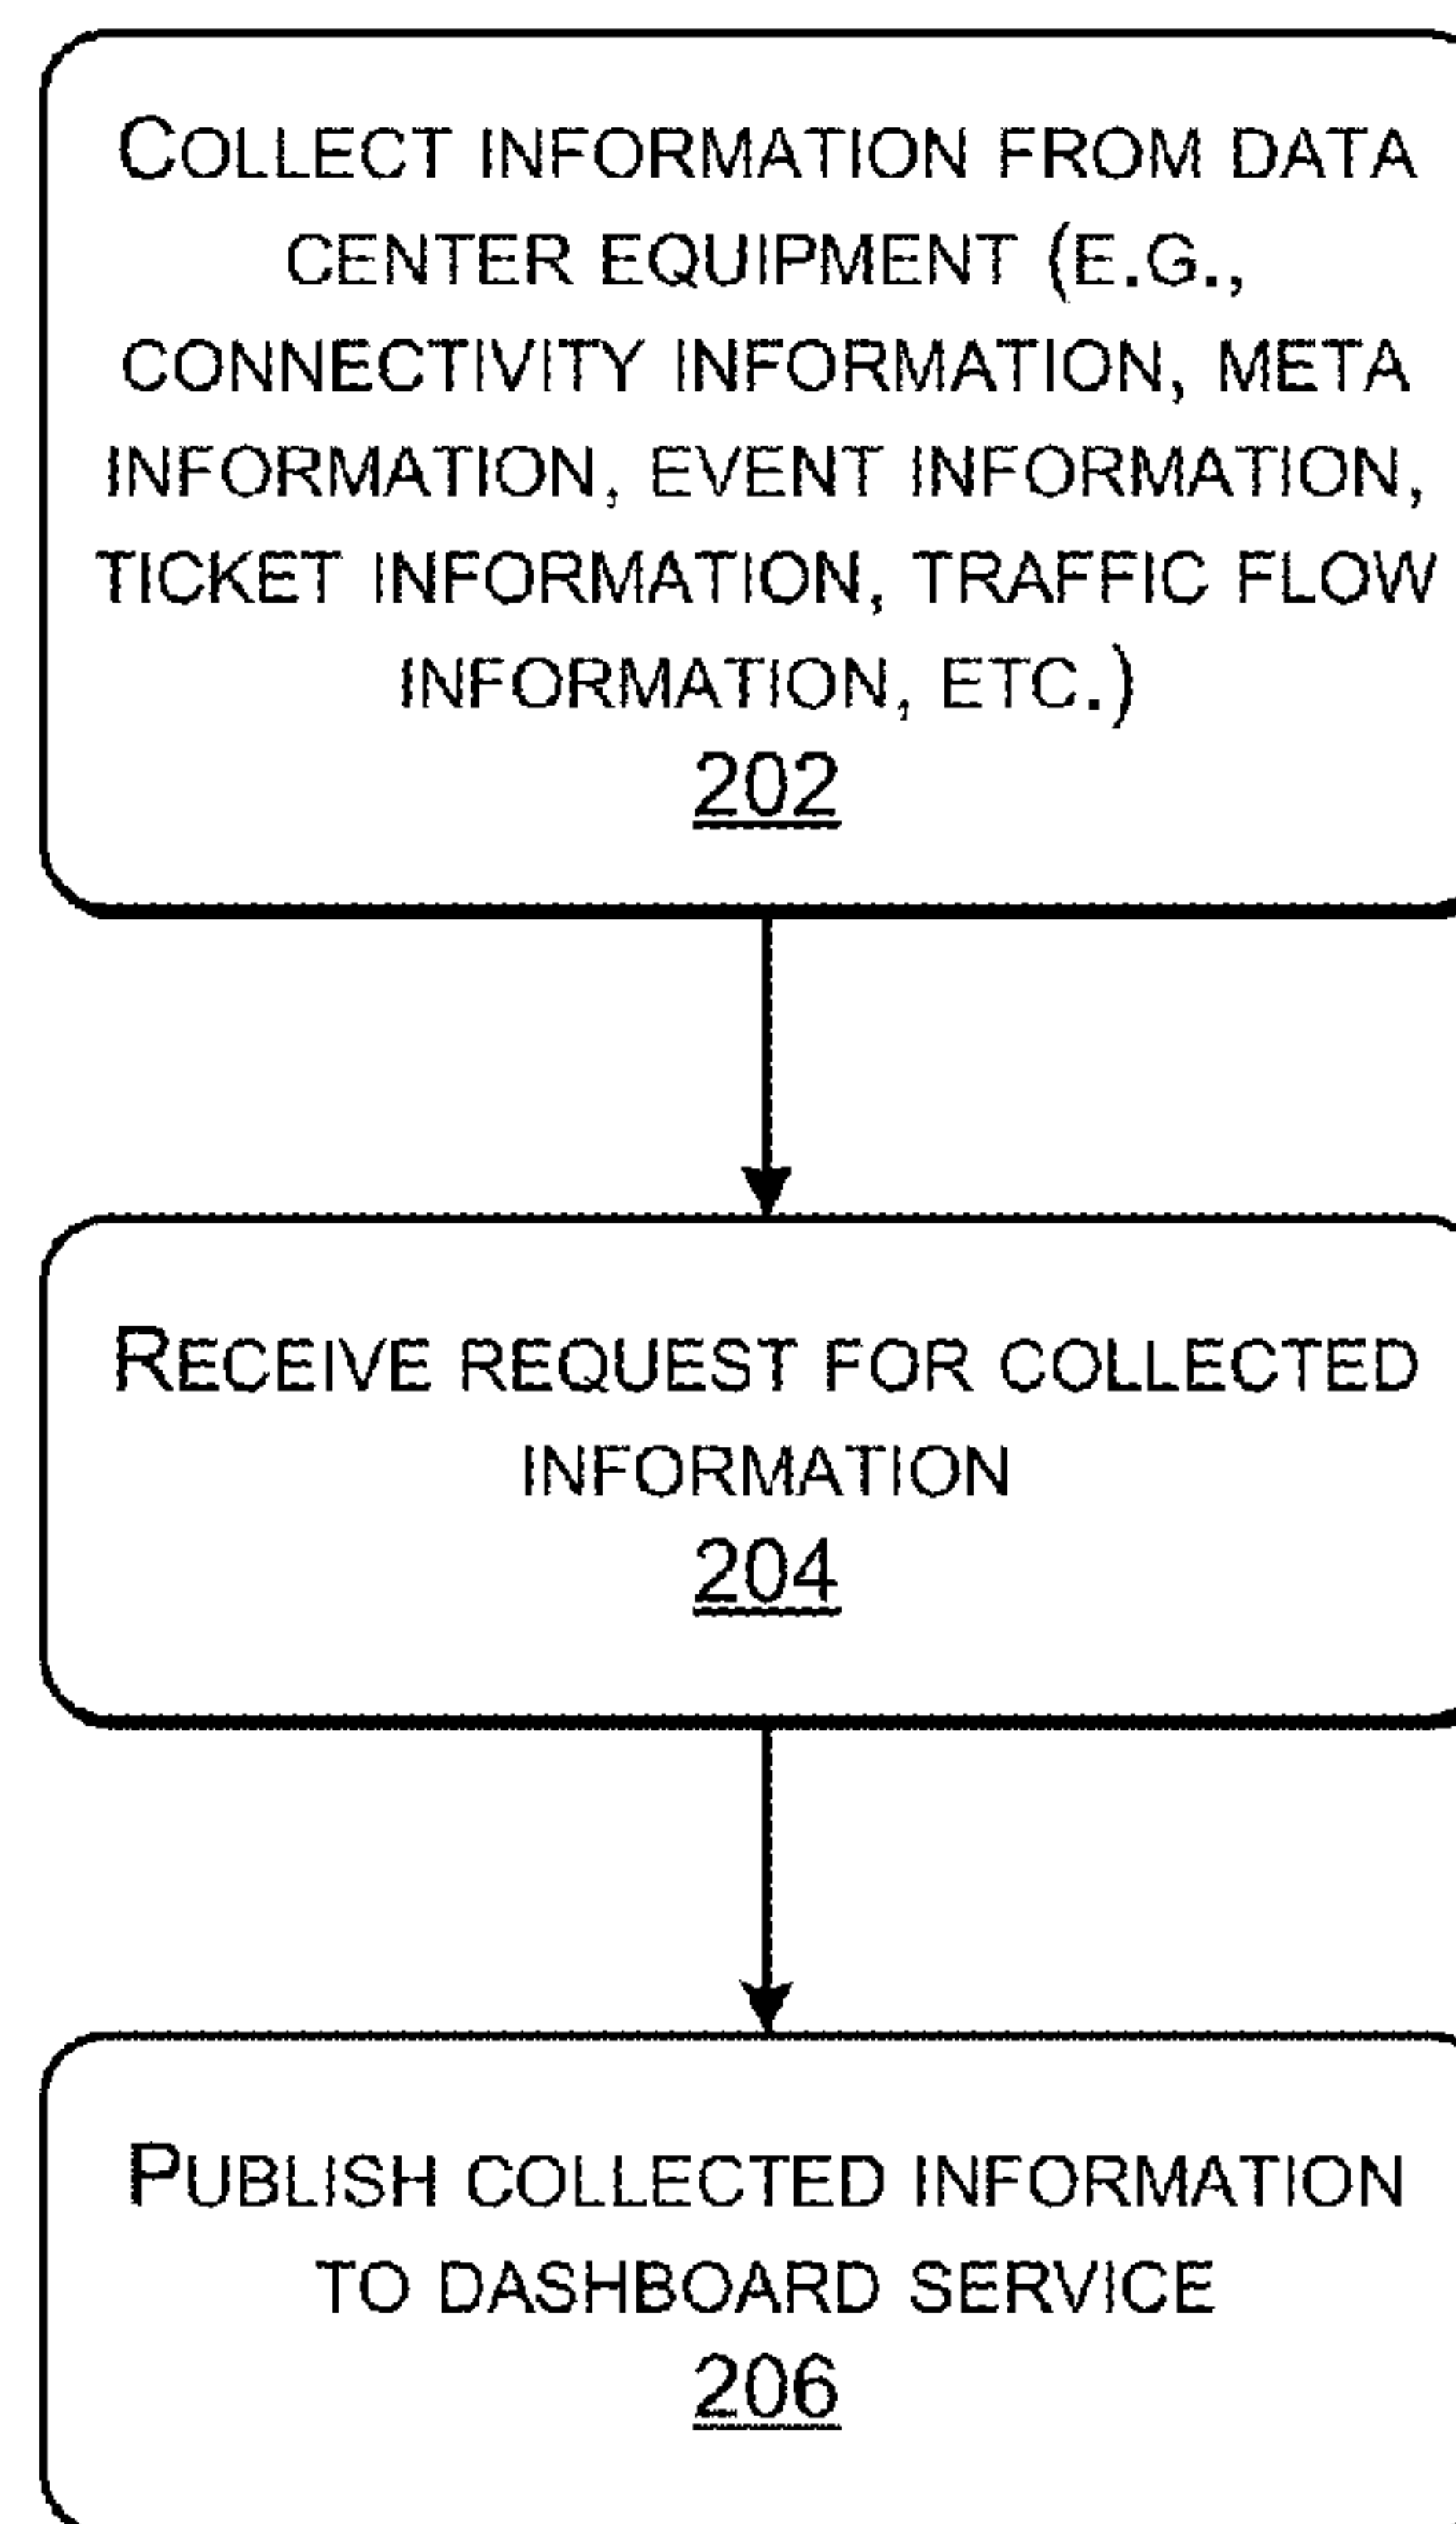 COLLECT INFORMATION FROM DATA
CENTER EQUIPMENT (E.G.,
CONNECTIVITY INFORMATION, META
INFORMATION, EVENT INFORMATION,
TICKET INFORMATION, TRAFFIC FLOW
INFORMATION, ETC.)
202
RECEIVE REQUEST FOR COLLECTED
INFORMATION
204
PUBLISH COLLECTED INFORMATION
TO DASHBOARD SERVICE
206